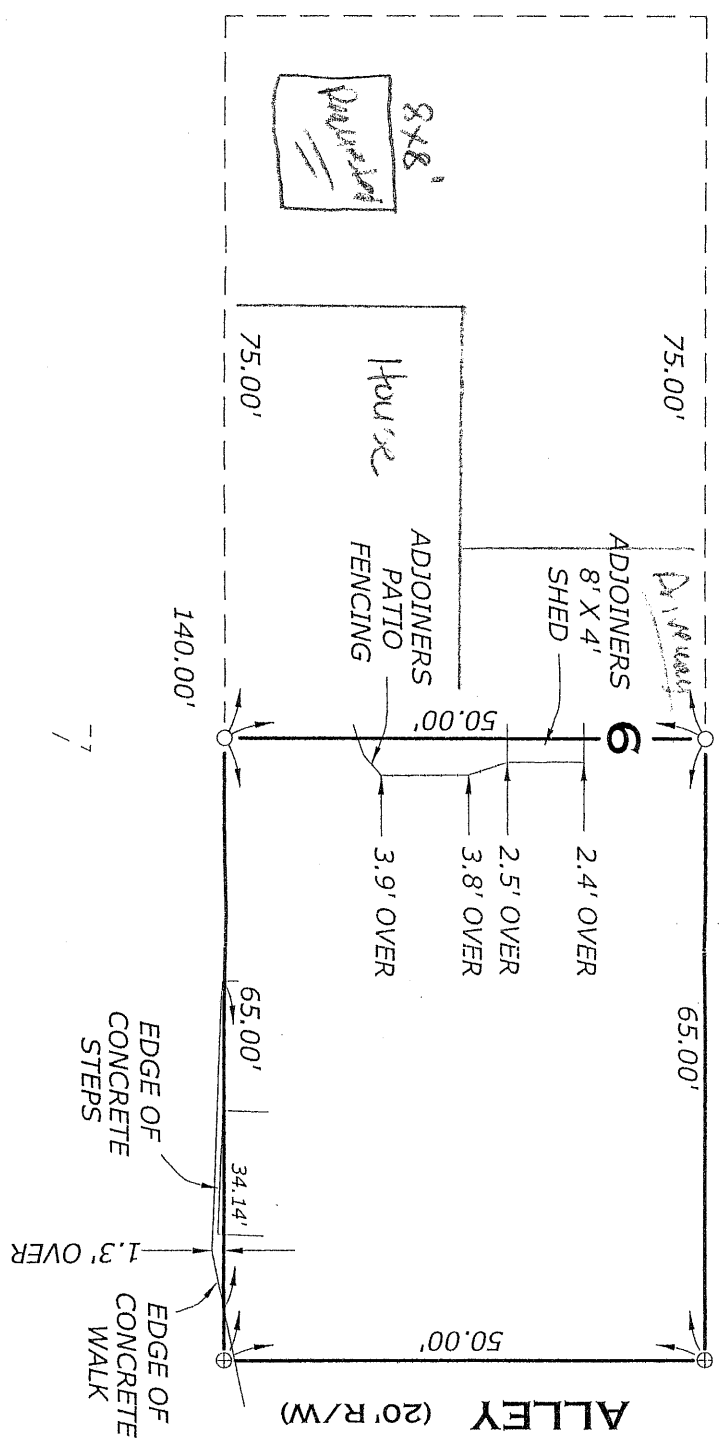 8x8'
75.00'
75.00'
House
Driveway
ADJOINERS
8' X 4'
SHED
ADJOINERS
PATIO
FENCING
140.00'
50.00'
6
2.4' OVER
2.5' OVER
3.8' OVER
3.9' OVER
65.00'
65.00'
34.14'
EDGE OF
CONCRETE
STEPS
1.3' OVER
EDGE OF
CONCRETE
WALK
50.00'
ALLEY (20' R/W)